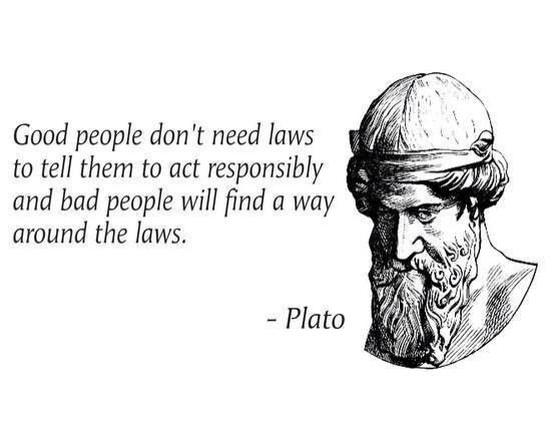 Good people don't need laws
to tell them to act responsibly
and bad people will find a way
around the laws.
- Plato